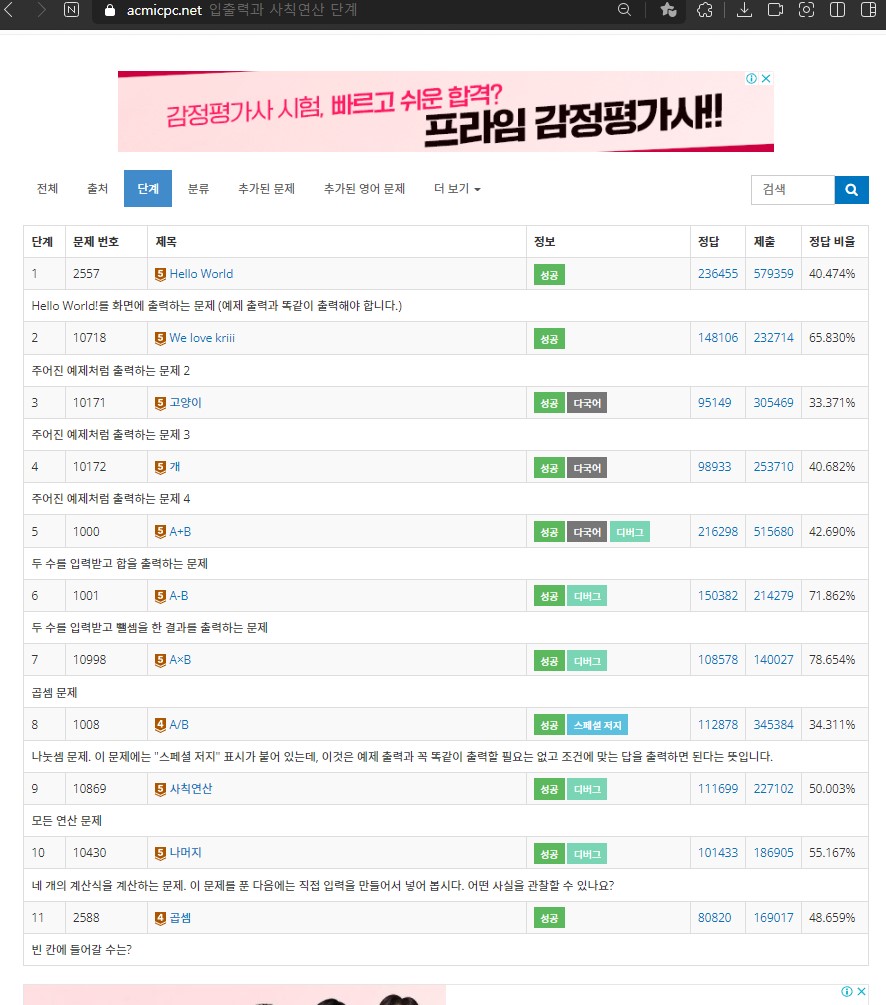 acmicpc.net 입출력과 사칙연산 단계
감정평가사 시험, 빠르고 쉬운 합격?
프라임 감정평가사!!
전체 출처 단계 분류 추가된 문제 추가된 영어 문제 더 보기 검색
단계 문제 번호 제목 정보 정답 제출 정답 비율
1 2557 5 Hello World 성공 236455 579359 40.474%
Hello World!를 화면에 출력하는 문제 (예제 출력과 똑같이 출력해야 합니다.)
2 10718 5 We love kriii 성공 148106 232714 65.830%
주어진 예제처럼 출력하는 문제 2
3 10171 5 고양이 성공 다국어 95149 305469 33.371%
주어진 예제처럼 출력하는 문제 3
4 10172 5 개 성공 다국어 98933 253710 40.682%
주어진 예제처럼 출력하는 문제 4
5 1000 5 A+B 성공 다국어 디버그 216298 515680 42.690%
두 수를 입력받고 합을 출력하는 문제
6 1001 5 A-B 성공 디버그 150382 214279 71.862%
두 수를 입력받고 뺄셈을 한 결과를 출력하는 문제
7 10998 5 A×B 성공 디버그 108578 140027 78.654%
곱셈 문제
8 1008 4 A/B 성공 스페셜 저지 112878 345384 34.311%
나눗셈 문제. 이 문제에는 "스페셜 저지" 표시가 붙어 있는데, 이것은 예제 출력과 꼭 똑같이 출력할 필요는 없고 조건에 맞는 답을 출력하면 된다는 뜻입니다.
9 10869 5 사칙연산 성공 디버그 111699 227102 50.003%
모든 연산 문제
10 10430 5 나머지 성공 디버그 101433 186905 55.167%
네 개의 계산식을 계산하는 문제. 이 문제를 푼 다음에는 직접 입력을 만들어서 넣어 봅시다. 어떤 사실을 관찰할 수 있나요?
11 2588 4 곱셈 성공 80820 169017 48.659%
빈 칸에 들어갈 수는?